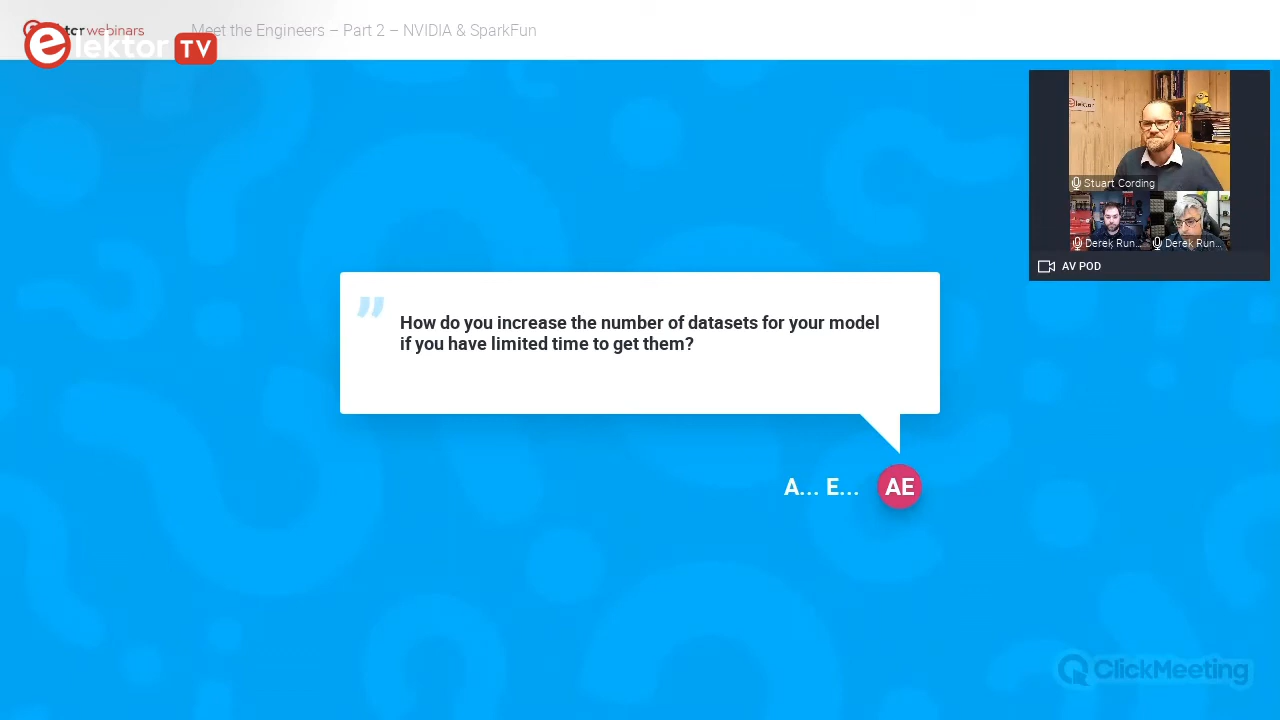 webinars
Meet the Engineers – Part 2 – NVIDIA & SparkFun
elektor TV
elektor
Stuart Cording
Derek Run...
Derek Run...
AV POD
"
How do you increase the number of datasets for your model
if you have limited time to get them?
A... E...
AE
ClickMeeting